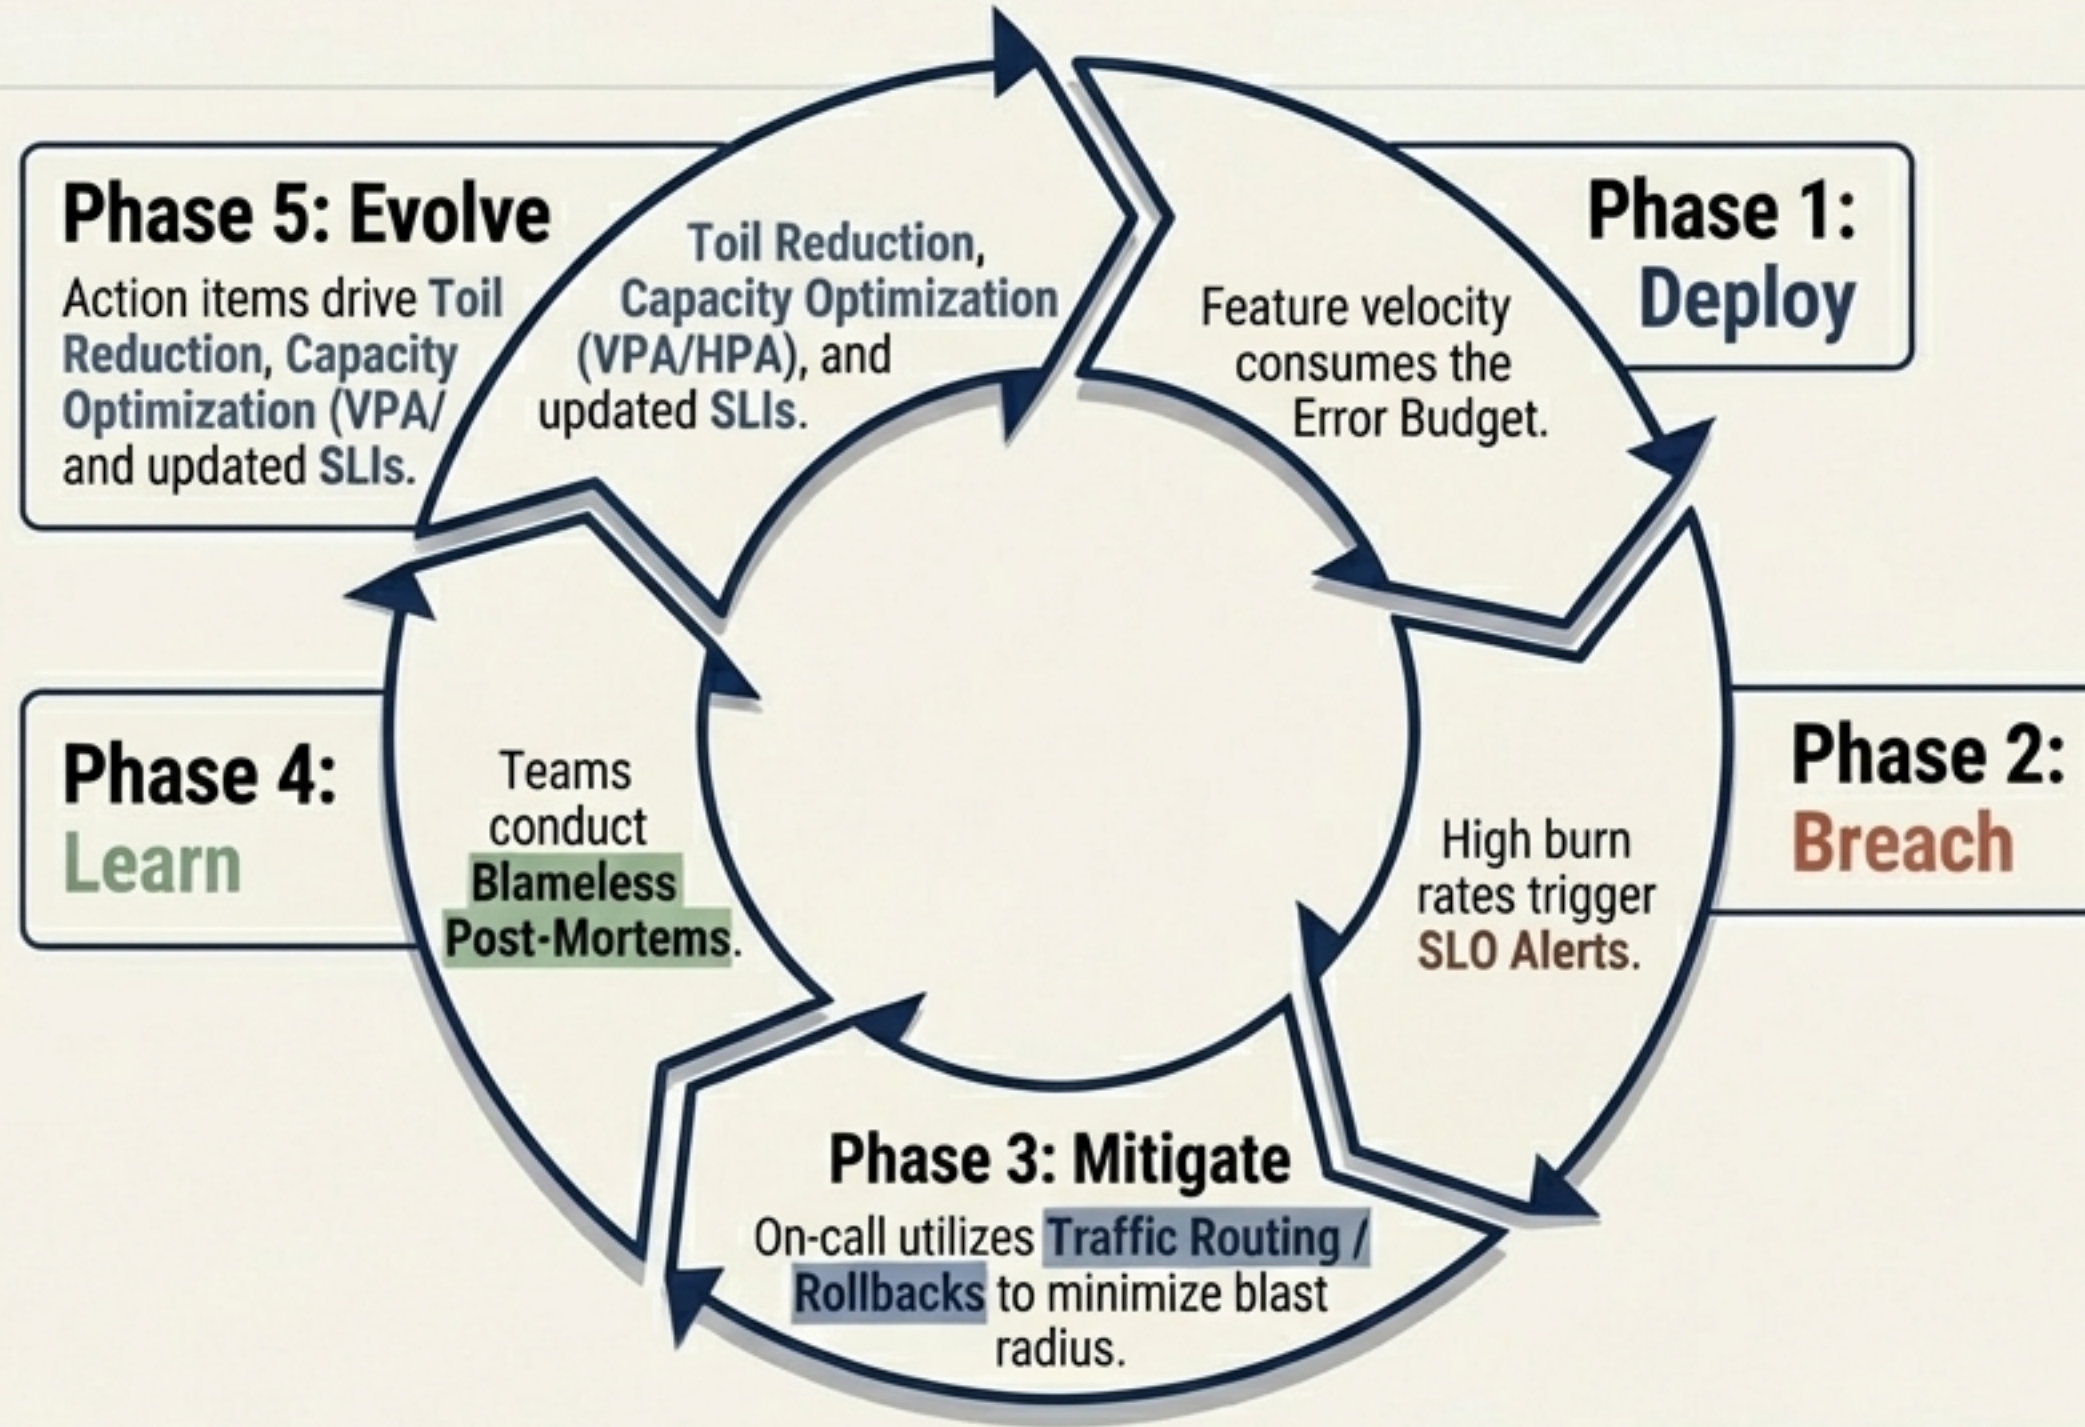 Phase 1:
Deploy
Feature velocity
consumes the
Error Budget.
Phase 2:
Breach
High burn
rates trigger
SLO Alerts.
Phase 3: Mitigate
On-call utilizes Traffic Routing /
Rollbacks to minimize blast
radius.
Phase 4:
Learn
Teams
conduct
Blameless
Post-Mortems.
Phase 5: Evolve
Action items drive Toil
Reduction, Capacity
Optimization (VPA/
and updated SLIs.
Toil Reduction,
Capacity Optimization
(VPA/HPA), and
updated SLIs.